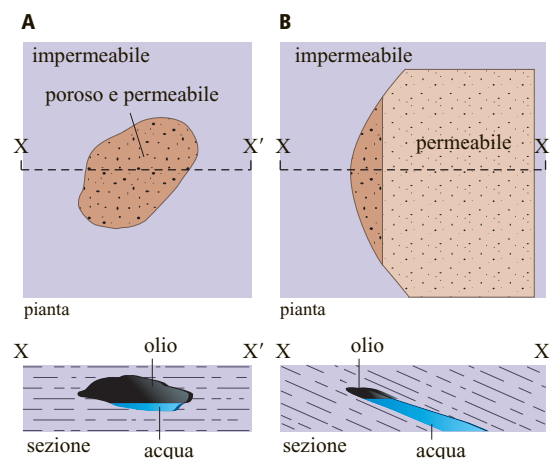 A
B
impermeabile
impermeabile
poroso e permeabile
X
X′
X
permeabile
X
pianta
pianta
X
olio
X′
X
olio
X
sezione
acqua
sezione
acqua